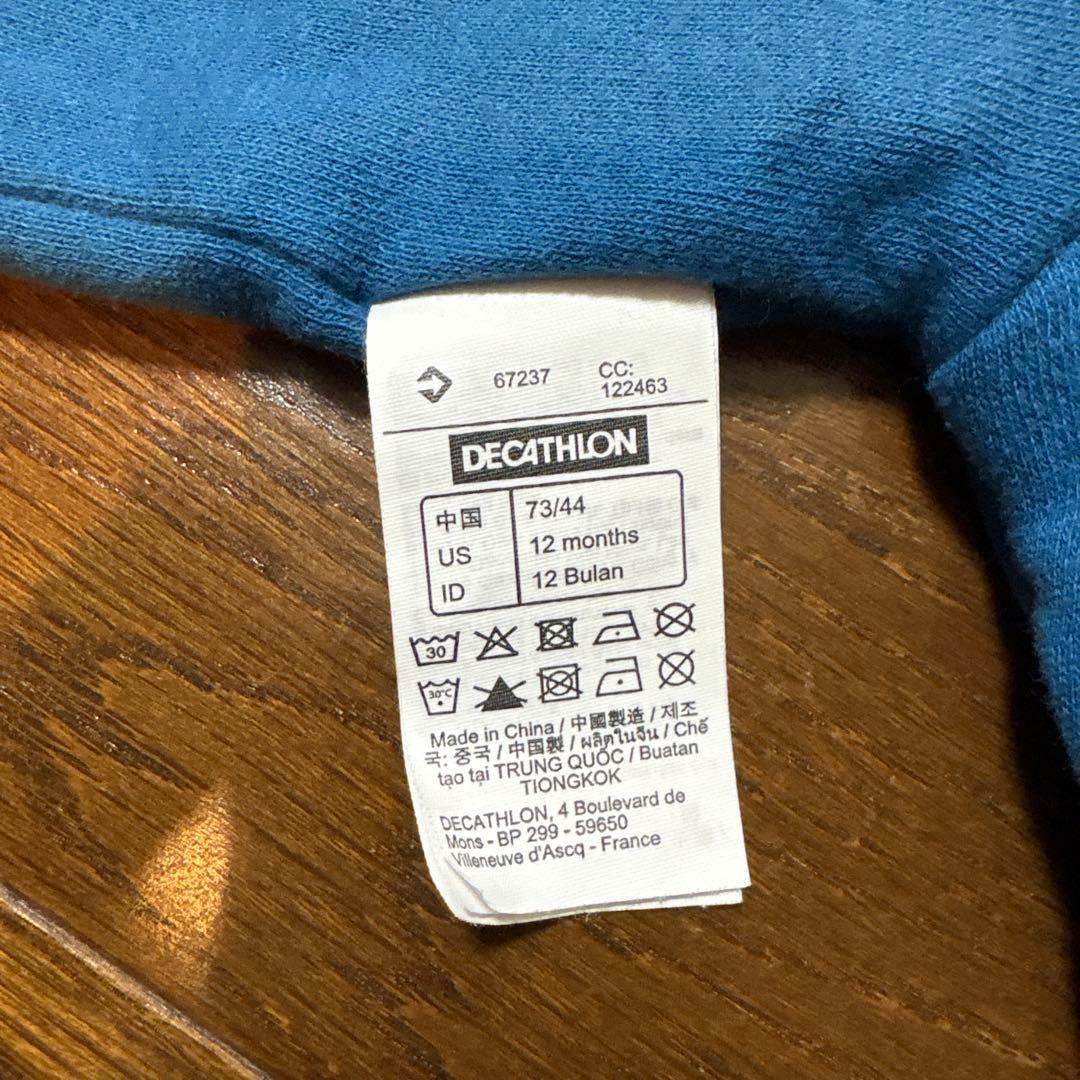 67237
CC:
122463
DECATHLON
中国 73/44
US 12 months
ID 12 Bulan
30
30°C
Made in China / 中國製造 / 제조
국: 중국 / 中国製 / ผลิตในจีน / Chế
tạo tại TRUNG QUỐC / Buatan
TIONGKOK
DECATHLON, 4 Boulevard de
Mons - BP 299 - 59650
Villeneuve d'Ascq - France